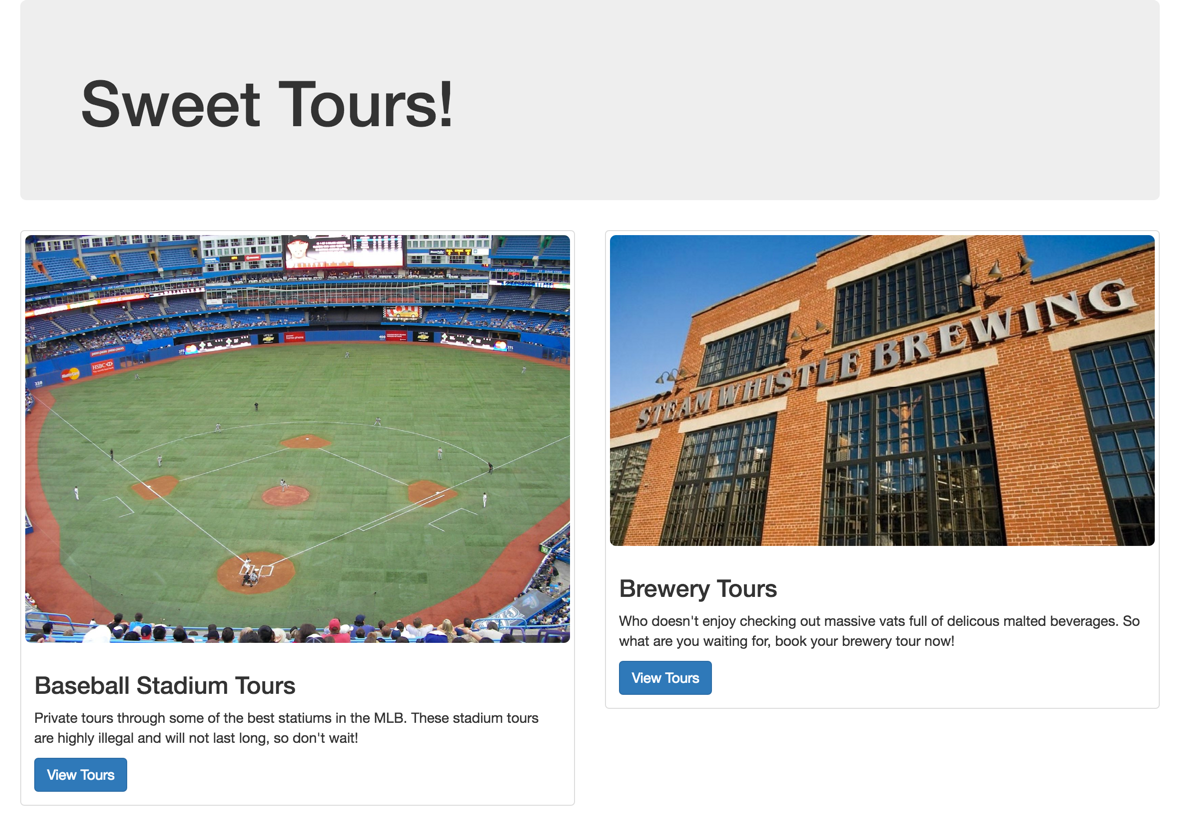 Sweet Tours!
MasterCard
HSBC
STEAM WHISTLE BREWING
Baseball Stadium Tours
Private tours through some of the best statiums in the MLB. These stadium tours
are highly illegal and will not last long, so don't wait!
View Tours
Brewery Tours
Who doesn't enjoy checking out massive vats full of delicous malted beverages. So
what are you waiting for, book your brewery tour now!
View Tours